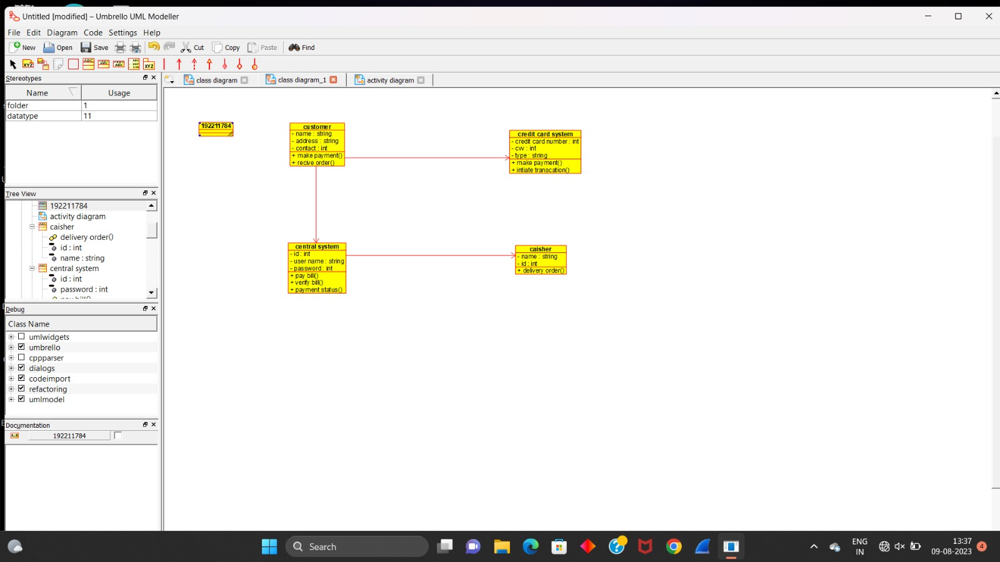 Untitled [modified] – Umbrello UML Modeller
File Edit Diagram Code Settings Help
New Open Save Cut Copy Paste Find
Stereotypes
class diagram class diagram_1 activity diagram
Name Usage
folder 1
datatype 11
192211784
customer
- name : string
- address : string
- contact : int
+ make payment()
+ recive order()
credit card system
- credit card number : int
- cvv : int
- type : string
+ make payment()
+ intiate transcation()
Tree View
192211784
activity diagram
caisher
delivery order()
id : int
name : string
central system
id : int
password : int
pay bill()
central system
- id : int
- user name : string
- password : int
+ pay bill()
+ verify bill()
+ payment status()
caisher
- name : string
- id : int
+ delivery order()
Debug
Class Name
umlwidgets
umbrello
cppparser
dialogs
codeimport
refactoring
umlmodel
Documentation
192211784
Search
ENG
IN
13:37
09-08-2023
4